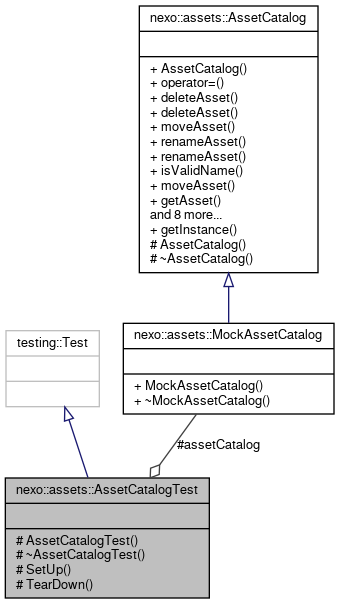 nexo::assets::AssetCatalog
+ AssetCatalog()
+ operator=()
+ deleteAsset()
+ deleteAsset()
+ moveAsset()
+ renameAsset()
+ renameAsset()
+ isValidName()
+ moveAsset()
+ getAsset()
and 8 more...
+ getInstance()
# AssetCatalog()
# ~AssetCatalog()
testing::Test
nexo::assets::MockAssetCatalog
+ MockAssetCatalog()
+ ~MockAssetCatalog()
#assetCatalog
nexo::assets::AssetCatalogTest
# AssetCatalogTest()
# ~AssetCatalogTest()
# SetUp()
# TearDown()